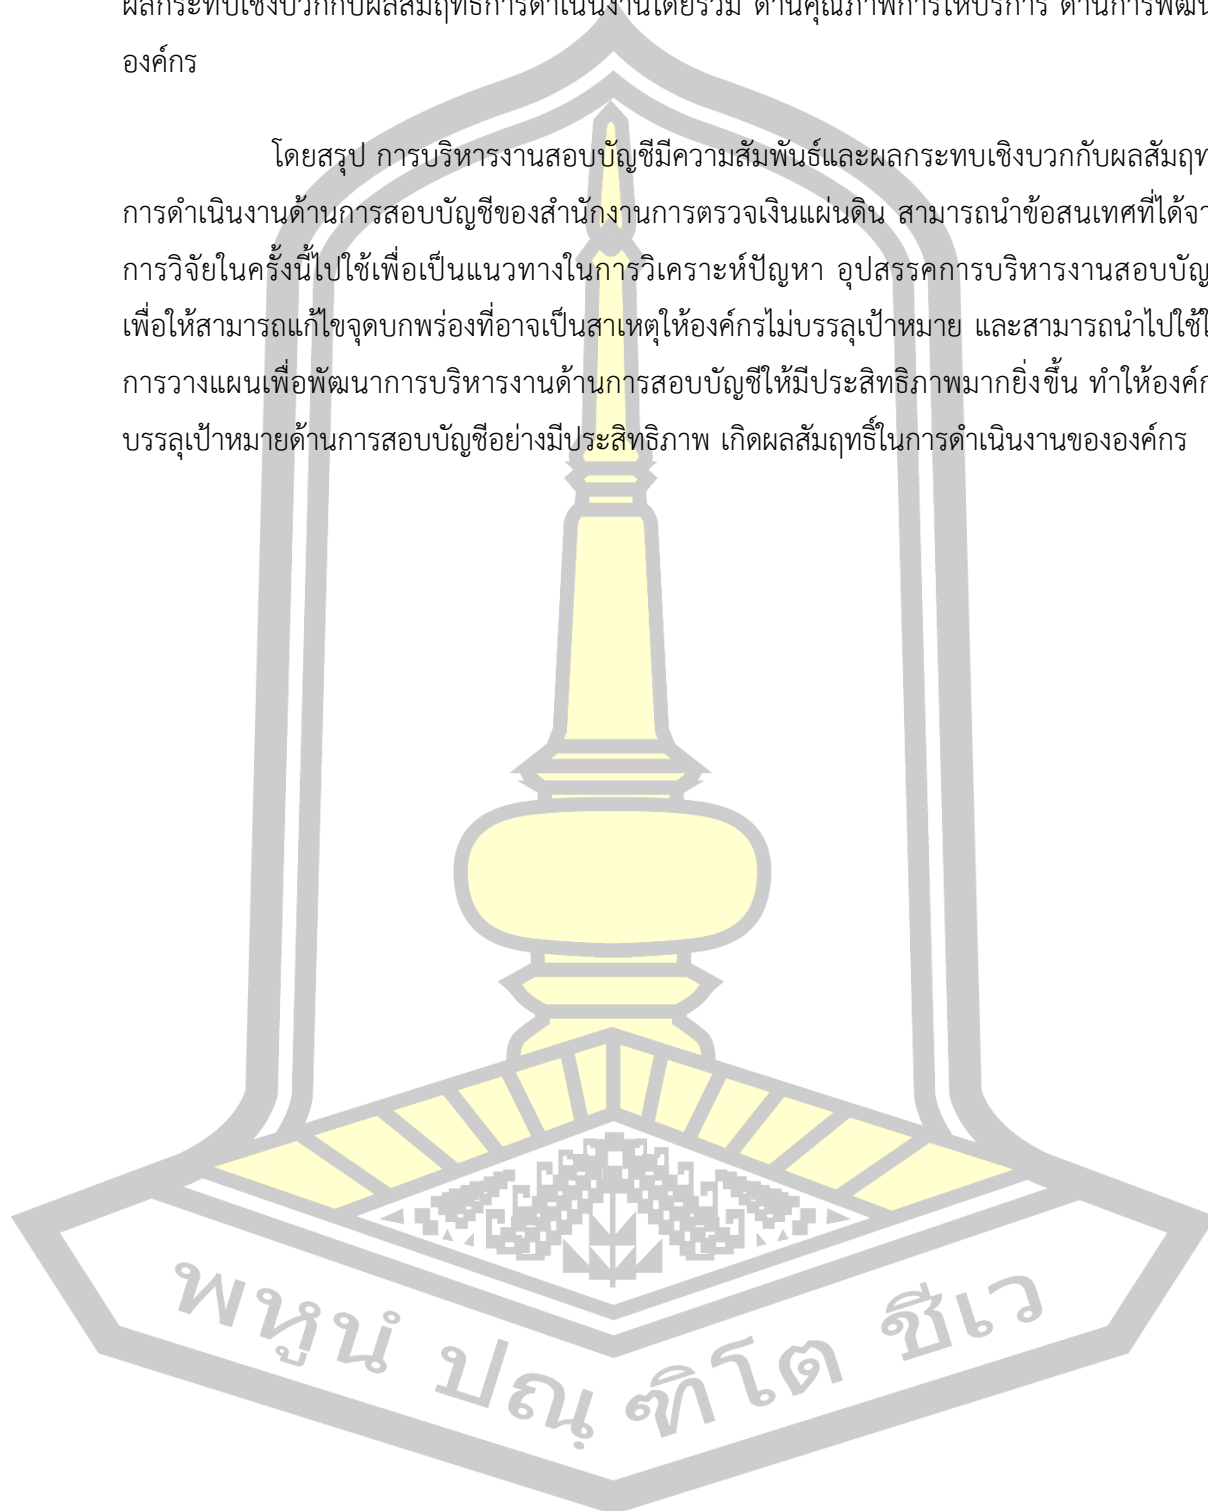 ผลกระทบเชิงบวกกับผลสัมฤทธิ์การดำเนินงานโดยรวม ด้านคุณภาพการให้บริการ ด้านการพัฒน
องค์กร
โดยสรุป การบริหารงานสอบบัญชีมีความสัมพันธ์และผลกระทบเชิงบวกกับผลสัมฤท
การดำเนินงานด้านการสอบบัญชีของสำนักงานการตรวจเงินแผ่นดิน สามารถนำข้อสนเทศที่ได้จา
การวิจัยในครั้งนี้ไปใช้เพื่อเป็นแนวทางในการวิเคราะห์ปัญหา อุปสรรคการบริหารงานสอบบัญ
เพื่อให้สามารถแก้ไขจุดบกพร่องที่อาจเป็นสาเหตุให้องค์กรไม่บรรลุเป้าหมาย และสามารถนำไปใช้ใ
การวางแผนเพื่อพัฒนาการบริหารงานด้านการสอบบัญชีให้มีประสิทธิภาพมากยิ่งขึ้น ทำให้องค์ก
บรรลุเป้าหมายด้านการสอบบัญชีอย่างมีประสิทธิภาพ เกิดผลสัมฤทธิ์ในการดำเนินงานขององค์กร
พหูนํ ปณฺ ฑิโต ชีเว